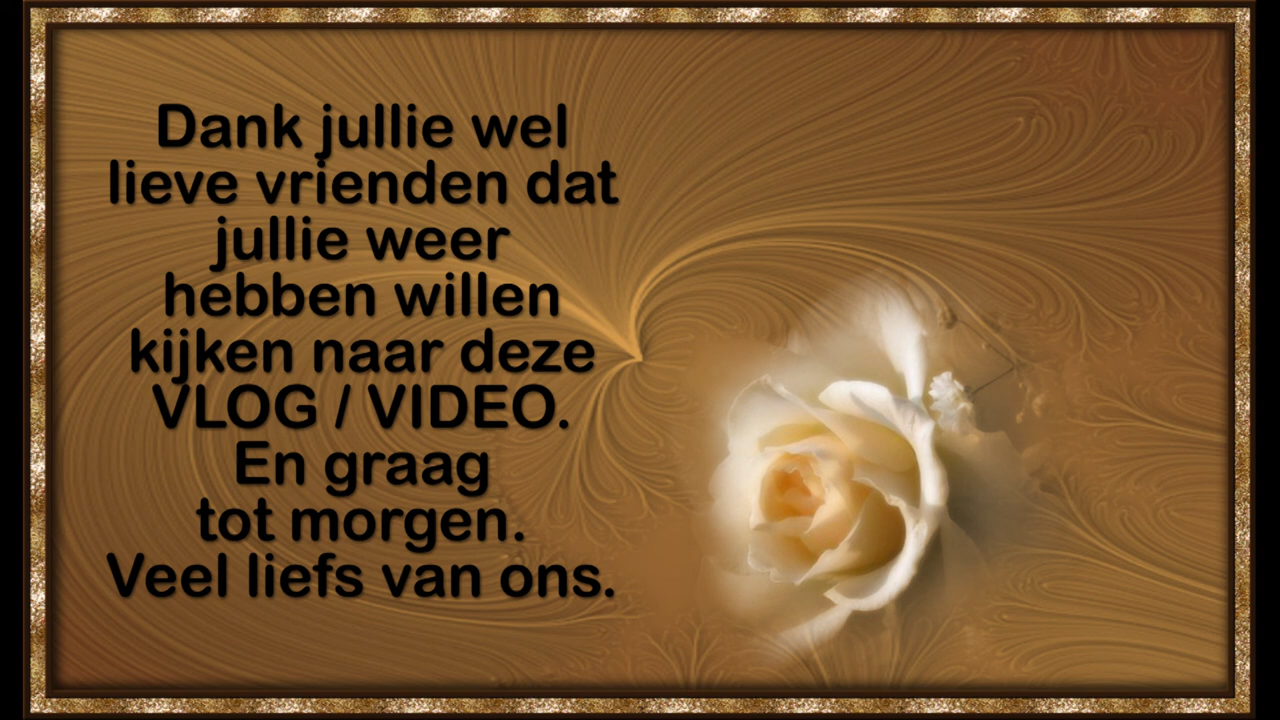 Dank jullie wel
lieve vrienden dat
jullie weer
hebben willen
kijken naar deze
VLOG / VIDEO.
En graag
tot morgen.
Veel liefs van ons.